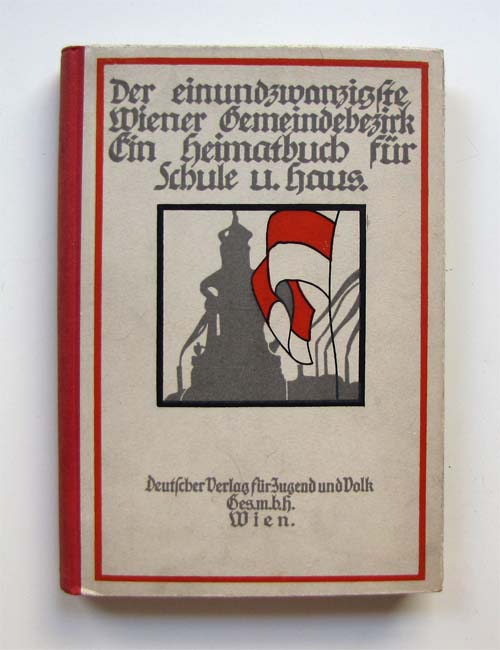 Der einundzwanzigste
Wiener Gemeindebezirk
Ein Heimatbuch für
Schule u. Haus.
Deutscher Verlag für Jugend und Volk
Ges.m.b.H.
Wien.